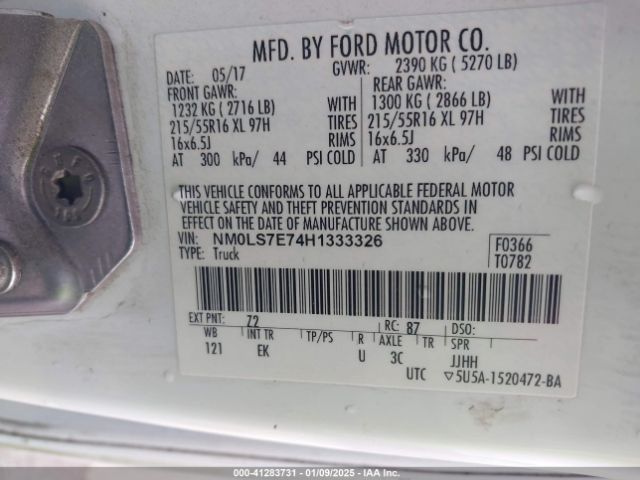 MFD. BY FORD MOTOR CO.
DATE: 05/17 GVWR: 2390 KG ( 5270 LB)
FRONT GAWR: REAR GAWR:
1232 KG ( 2716 LB) WITH 1300 KG ( 2866 LB) WITH
215/55R16 XL 97H TIRES 215/55R16 XL 97H TIRES
16x6.5J RIMS 16x6.5J RIMS
AT 300 kPa/ 44 PSI COLD AT 330 kPa/ 48 PSI COLD
THIS VEHICLE CONFORMS TO ALL APPLICABLE FEDERAL MOTOR
VEHICLE SAFETY AND THEFT PREVENTION STANDARDS IN
EFFECT ON THE DATE OF MANUFACTURE SHOWN ABOVE.
VIN: NM0LS7E74H1333326
TYPE: Truck
F0366
T0782
EXT PNT: Z2 RC: 87 DSO:
WB INT TR TP/PS R AXLE TR SPR
121 EK U 3C JJHH
UTC ▽5U5A-1520472-BA
000-41283731 - 01/09/2025 - IAA Inc.